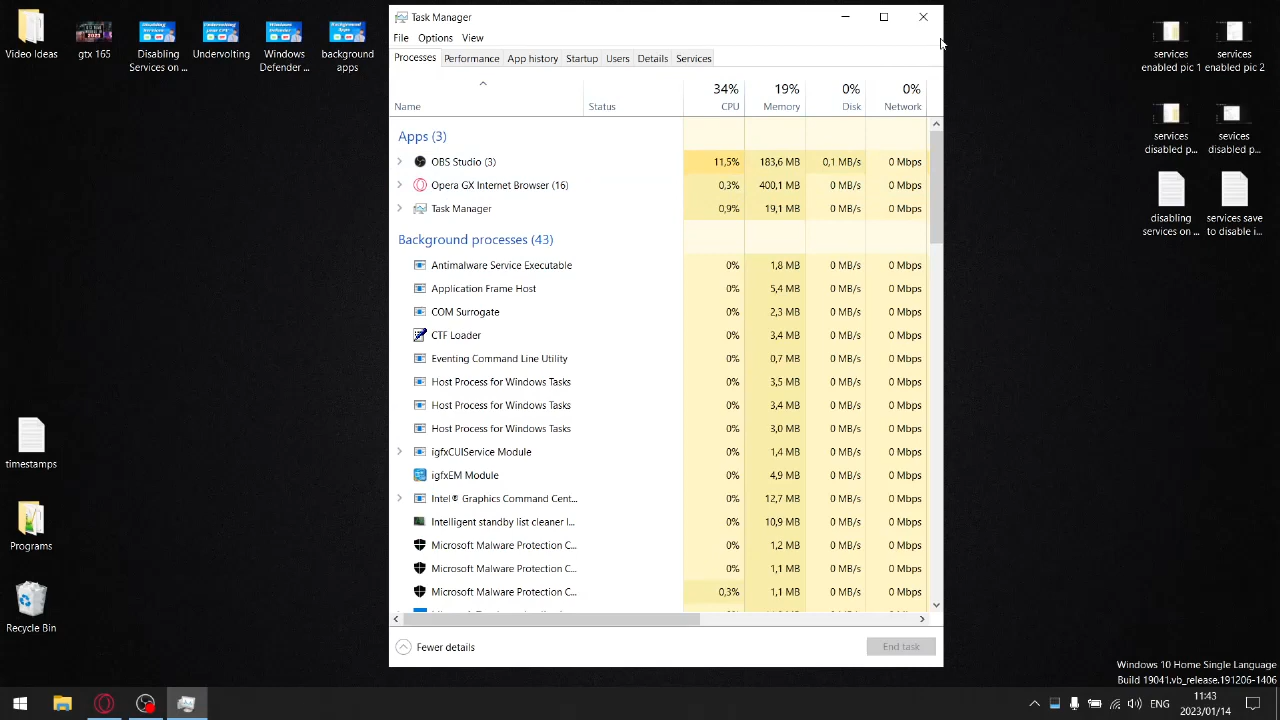 Video Ideas
gtx 165
Disabling
Services on ...
Undervolting
Windows
Defender ...
background
apps
timestamps
Programs
Recycle Bin
Task Manager
File Options View
Processes Performance App history Startup Users Details Services
34% 19% 0% 0%
Name Status CPU Memory Disk Network
Apps (3)
OBS Studio (3) 11,5% 183,6 MB 0,1 MB/s 0 Mbps
Opera GX Internet Browser (16) 0,3% 400,1 MB 0 MB/s 0 Mbps
Task Manager 0,9% 19,1 MB 0 MB/s 0 Mbps
Background processes (43)
Antimalware Service Executable 0% 1,8 MB 0 MB/s 0 Mbps
Application Frame Host 0% 5,4 MB 0 MB/s 0 Mbps
COM Surrogate 0% 2,3 MB 0 MB/s 0 Mbps
CTF Loader 0% 3,4 MB 0 MB/s 0 Mbps
Eventing Command Line Utility 0% 0,7 MB 0 MB/s 0 Mbps
Host Process for Windows Tasks 0% 3,5 MB 0 MB/s 0 Mbps
Host Process for Windows Tasks 0% 3,4 MB 0 MB/s 0 Mbps
Host Process for Windows Tasks 0% 3,0 MB 0 MB/s 0 Mbps
igfxCUIService Module 0% 1,4 MB 0 MB/s 0 Mbps
igfxEM Module 0% 4,9 MB 0 MB/s 0 Mbps
Intel® Graphics Command Cent... 0% 12,7 MB 0 MB/s 0 Mbps
Intelligent standby list cleaner I... 0% 10,9 MB 0 MB/s 0 Mbps
Microsoft Malware Protection C... 0% 1,2 MB 0 MB/s 0 Mbps
Microsoft Malware Protection C... 0% 1,1 MB 0 MB/s 0 Mbps
Microsoft Malware Protection C... 0,3% 1,1 MB 0 MB/s 0 Mbps
Fewer details
End task
services
enabled pic 1
services
enabled pic 2
services
disabled p...
sevices
disabled p...
disabling
services on ...
services save
to disable i...
Windows 10 Home Single Language
Build 19041.vb_release.191206-1406
ENG
11:43
2023/01/14